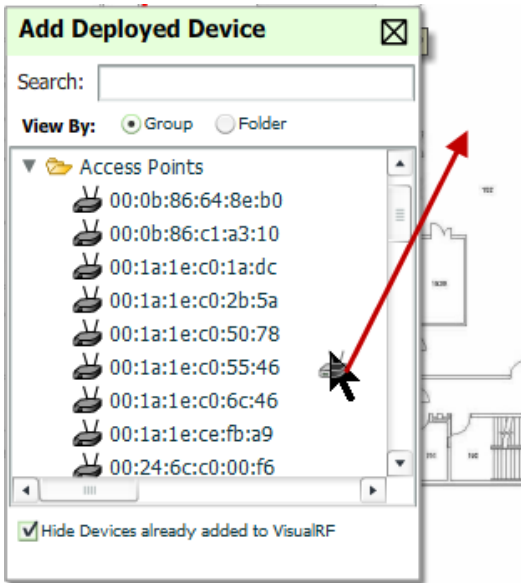 Add Deployed Device
Search:
View By: Group Folder
Access Points
00:0b:86:64:8e:b0
00:0b:86:c1:a3:10
00:1a:1e:c0:1a:dc
00:1a:1e:c0:2b:5a
00:1a:1e:c0:50:78
00:1a:1e:c0:55:46
00:1a:1e:c0:6c:46
00:1a:1e:ce:fb:a9
00:24:6c:c0:00:f6
Hide Devices already added to VisualRF